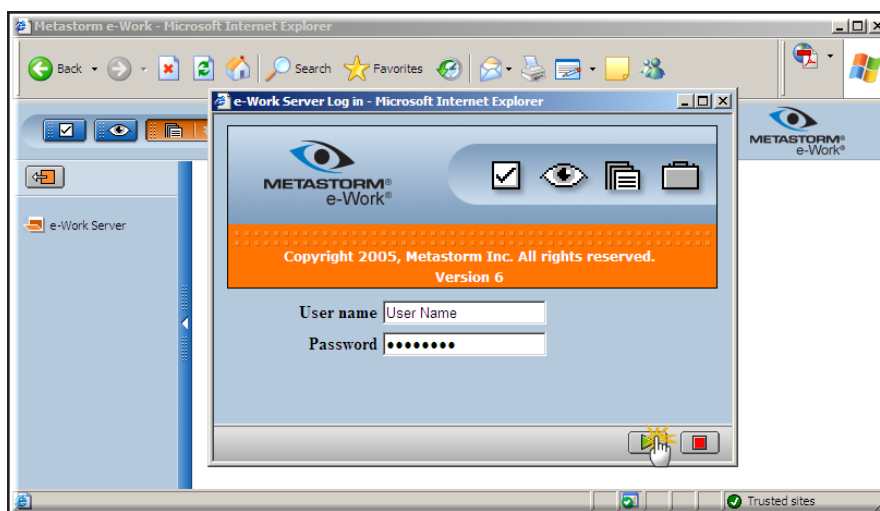 Metastorm e-Work - Microsoft Internet Explorer
Back
Search
Favorites
e-Work Server Log in - Microsoft Internet Explorer
METASTORM®
e-Work®
METASTORM®
e-Work®
e-Work Server
Copyright 2005, Metastorm Inc. All rights reserved.
Version 6
User name User Name
Password ••••••••
Trusted sites